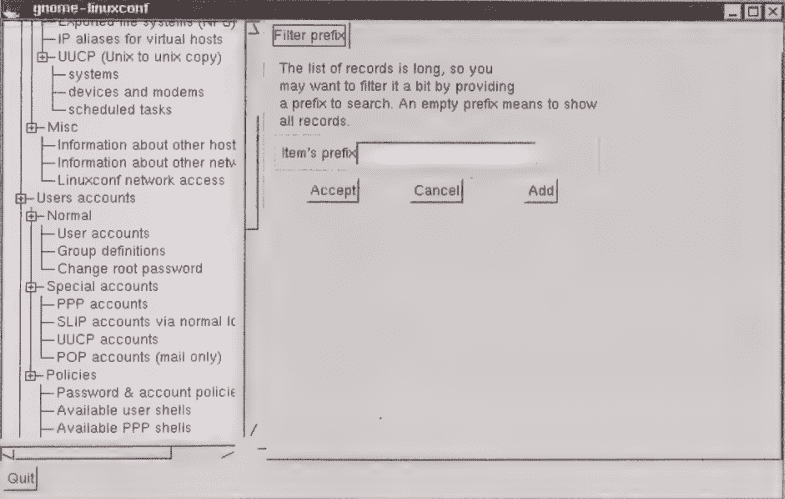 gnome-linuxconf
Exported file systems (NFS)
IP aliases for virtual hosts
UUCP (Unix to unix copy)
systems
devices and modems
scheduled tasks
Misc
Information about other host
Information about other netw
Linuxconf network access
Users accounts
Normal
User accounts
Group definitions
Change root password
Special accounts
PPP accounts
SLIP accounts via normal lo
UUCP accounts
POP accounts (mail only)
Policies
Password & account policie
Available user shells
Available PPP shells
Quit
Filter prefix
The list of records is long, so you
may want to filter it a bit by providing
a prefix to search. An empty prefix means to show
all records.
Item's prefix
Accept Cancel Add